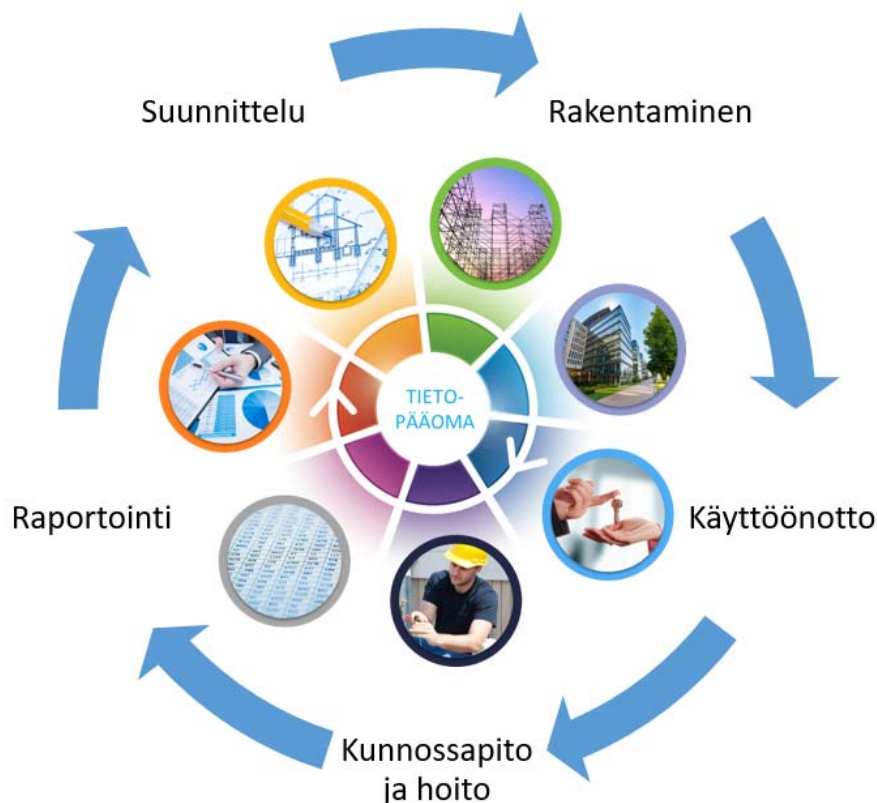 Suunnittelu
Rakentaminen
TIETO-
PÄÄOMA
Raportointi
Käyttöönotto
Kunnossapito
ja hoito